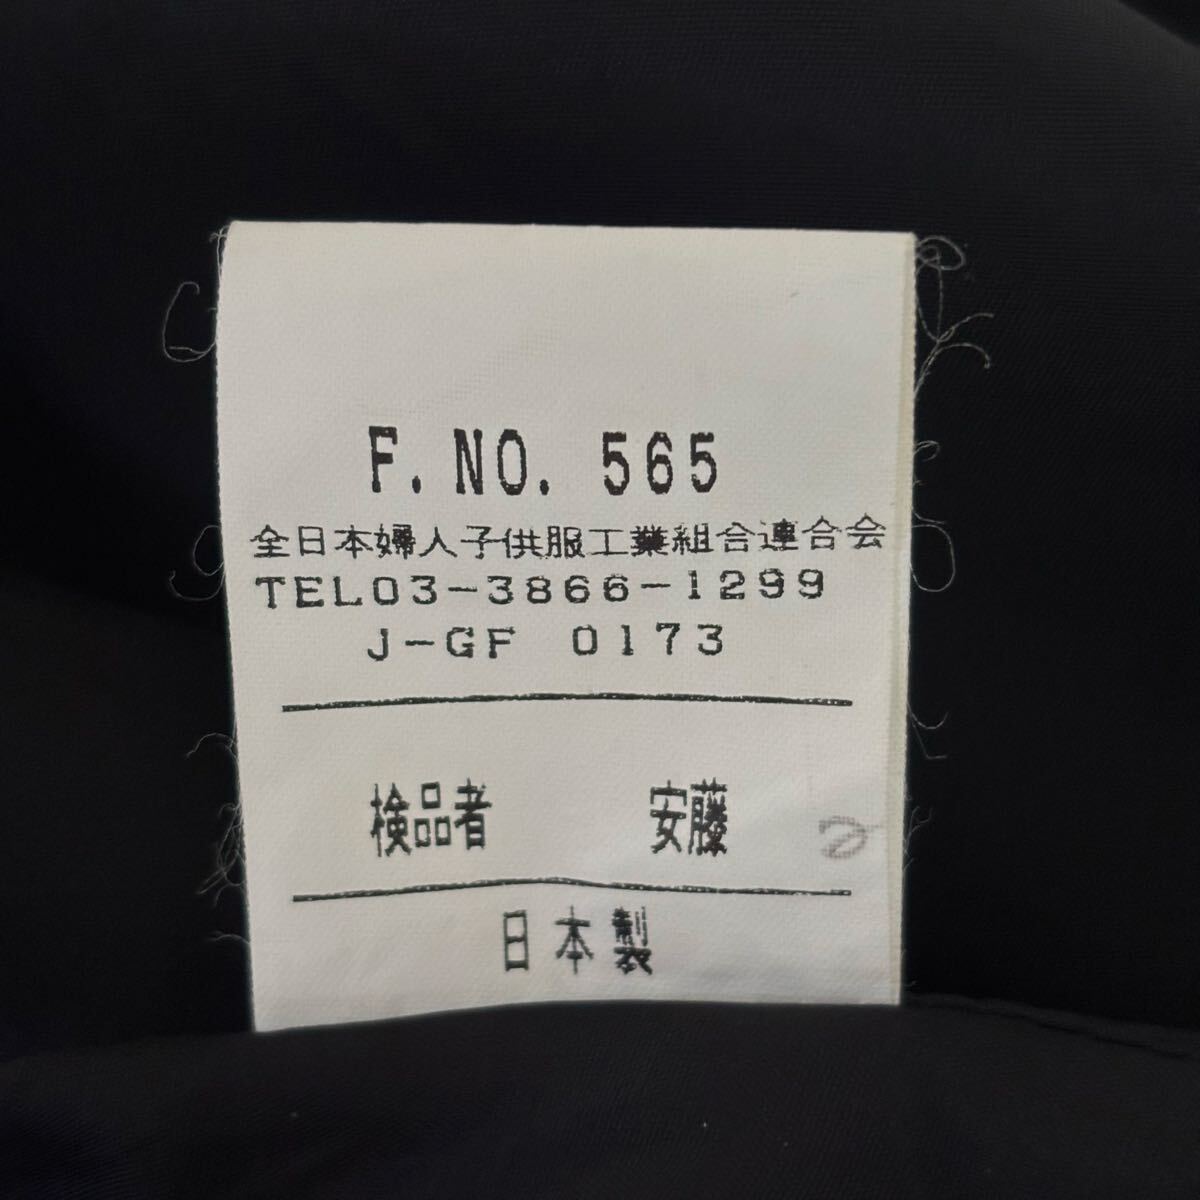 F. NO. 565
全日本婦人子供服工業組合連合会
TEL03-3866-1299
J-GF 0173
検品者 安藤
日本製